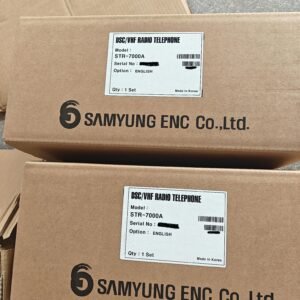 DSC/VHF RADIO TELEPHONE
Model :
STR-7000A
Serial No :
Option : ENGLISH
Qty : 1 Set
Made in Korea
SAMYUNG ENC Co.,Ltd.
DSC/VHF RADIO TELEPHONE
Model :
STR-7000A
Serial No :
Option : ENGLISH
Qty : 1 Set
Made in Korea
SAMYUNG ENC Co.,Ltd.